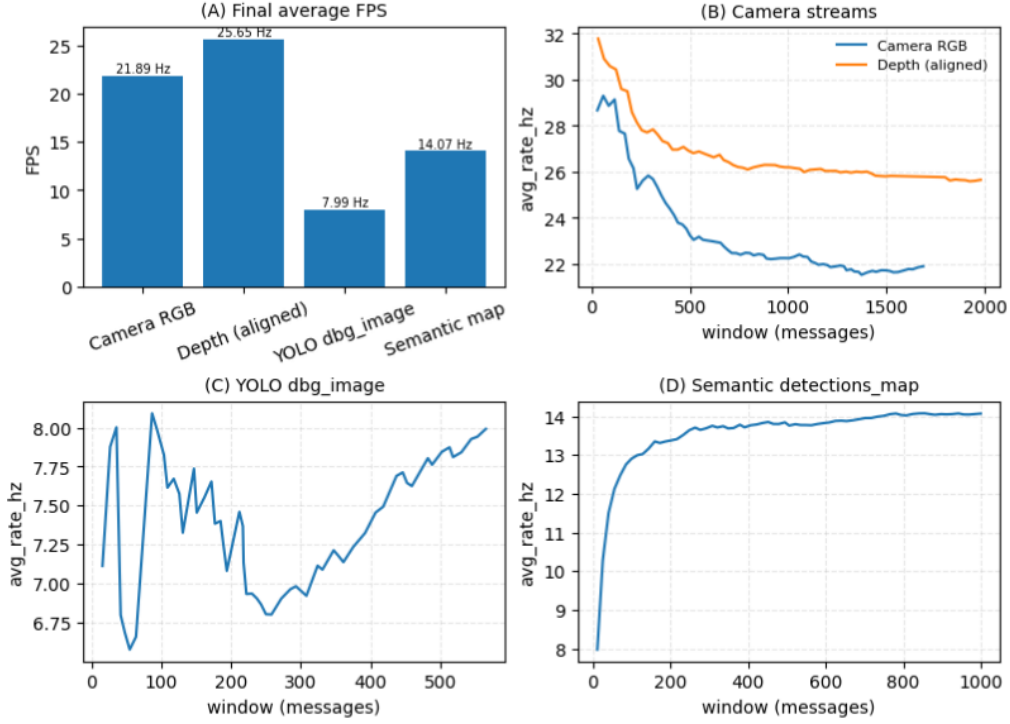 (A) Final average FPS
FPS
25
20
15
10
5
0
21.89 Hz
25.65 Hz
7.99 Hz
14.07 Hz
Camera RGB
Depth (aligned)
YOLO dbg_image
Semantic map
(B) Camera streams
avg_rate_hz
32
30
28
26
24
22
Camera RGB
Depth (aligned)
0 500 1000 1500 2000
window (messages)
(C) YOLO dbg_image
avg_rate_hz
8.00
7.75
7.50
7.25
7.00
6.75
0 100 200 300 400 500
window (messages)
(D) Semantic detections_map
avg_rate_hz
14
13
12
11
10
9
8
0 200 400 600 800 1000
window (messages)